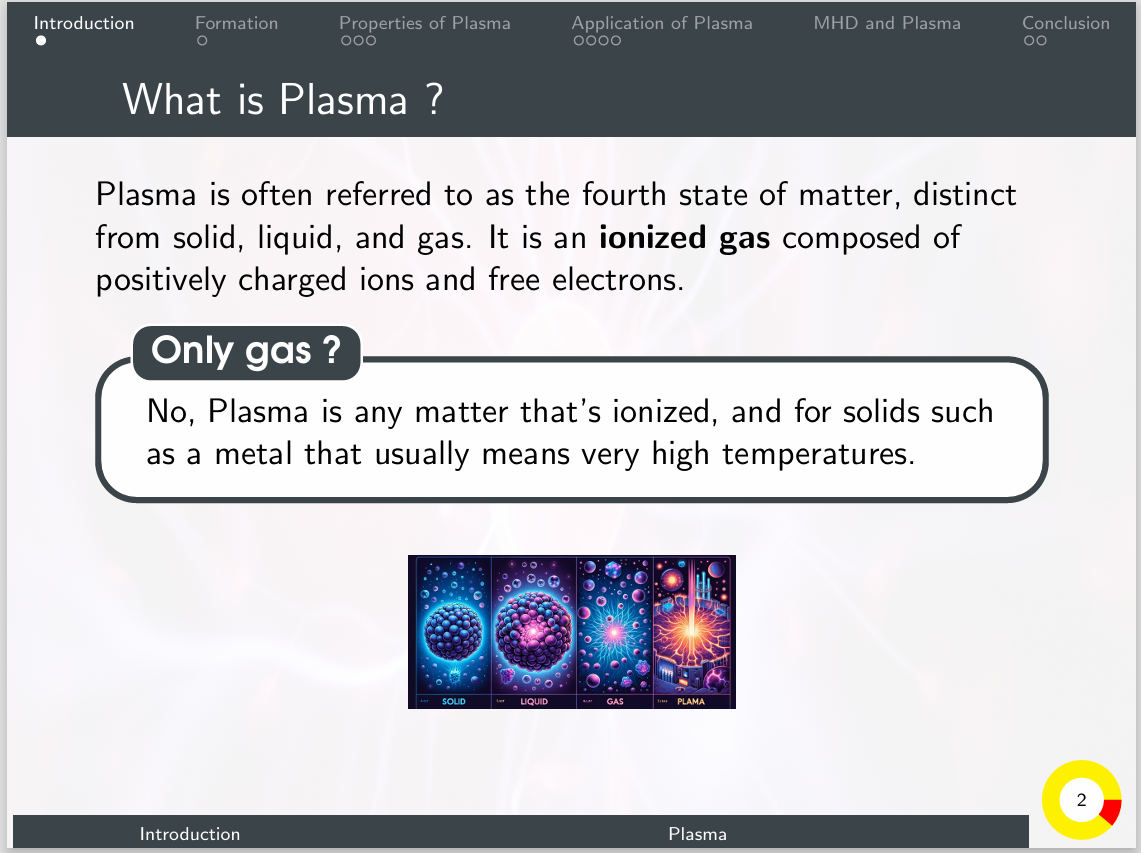 Introduction Formation Properties of Plasma Application of Plasma MHD and Plasma Conclusion
What is Plasma ?
Plasma is often referred to as the fourth state of matter, distinct
from solid, liquid, and gas. It is an ionized gas composed of
positively charged ions and free electrons.
Only gas ?
No, Plasma is any matter that's ionized, and for solids such
as a metal that usually means very high temperatures.
SOLID LIQUID GAS PLAMA
2
Introduction Plasma